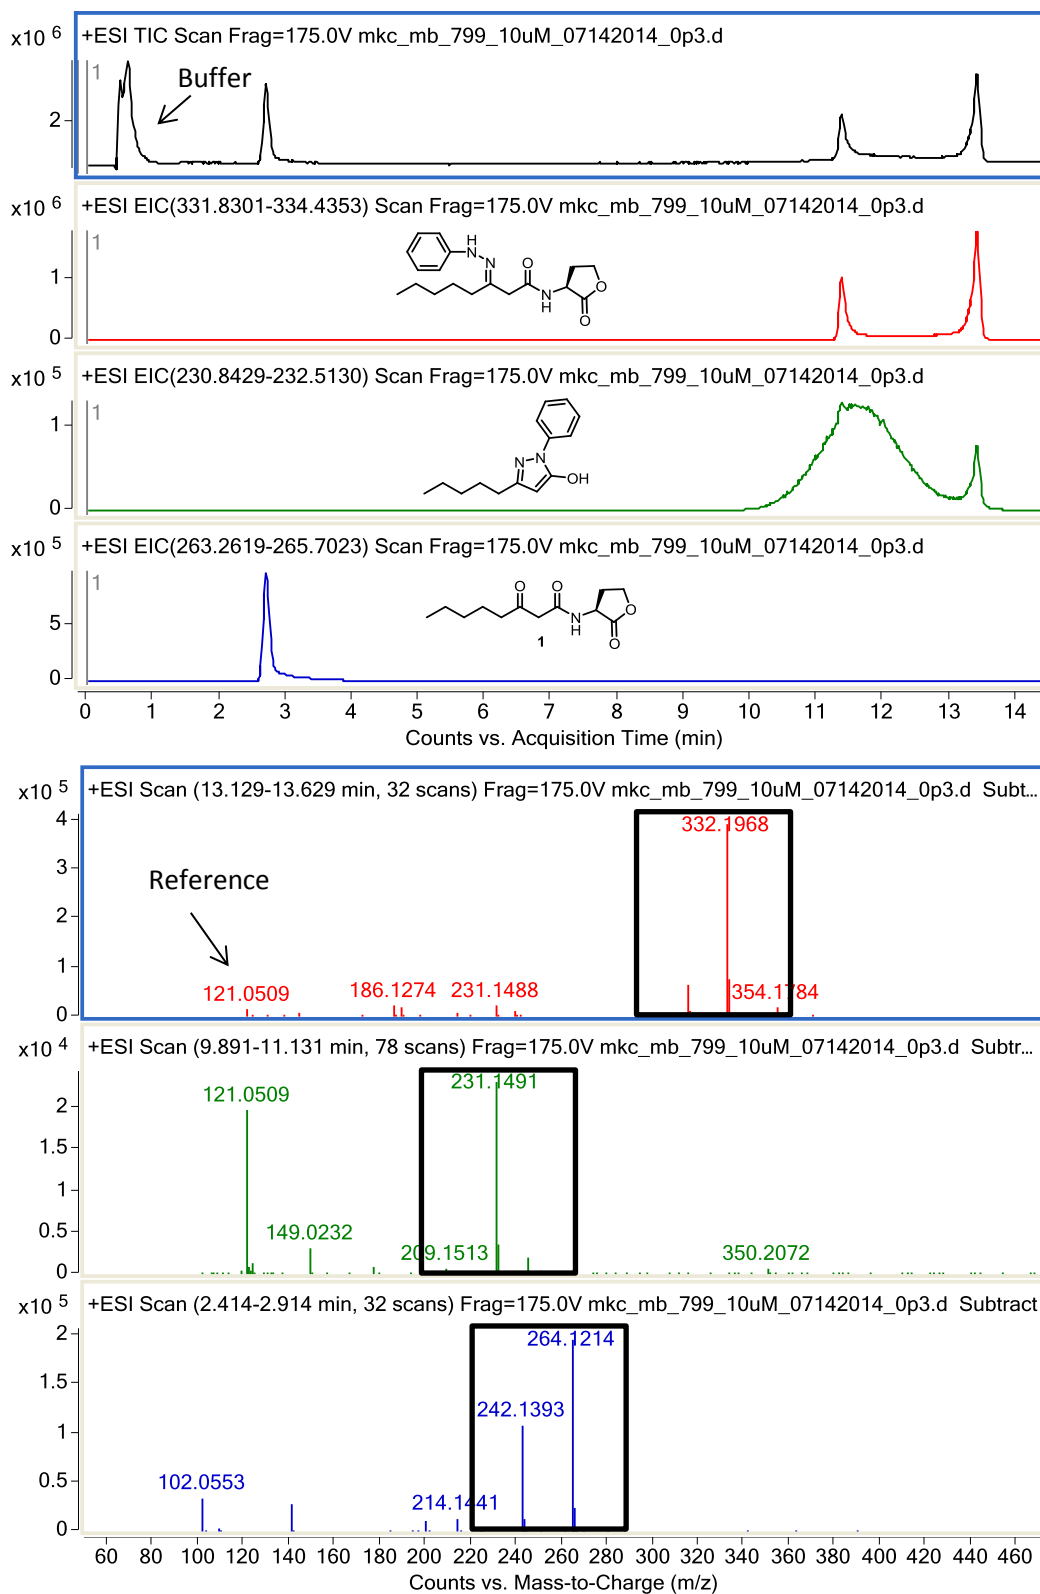 x10 6
+ESI TIC Scan Frag=175.0V mkc_mb_799_10uM_07142014_0p3.d
1
Buffer
2
x10 6
+ESI EIC(331.8301-334.4353) Scan Frag=175.0V mkc_mb_799_10uM_07142014_0p3.d
1
H
N
N
O
N
H
O
O
1
0
x10 5
+ESI EIC(230.8429-232.5130) Scan Frag=175.0V mkc_mb_799_10uM_07142014_0p3.d
1
1
N
N
OH
0
x10 5
+ESI EIC(263.2619-265.7023) Scan Frag=175.0V mkc_mb_799_10uM_07142014_0p3.d
1
O O
5
N
H
O
O
1
0
0 1 2 3 4 5 6 7 8 9 10 11 12 13 14
Counts vs. Acquisition Time (min)
x10 5
+ESI Scan (13.129-13.629 min, 32 scans) Frag=175.0V mkc_mb_799_10uM_07142014_0p3.d Subt...
4
332.1968
3
Reference
2
1
121.0509 186.1274 231.1488 354.1784
0
x10 4
+ESI Scan (9.891-11.131 min, 78 scans) Frag=175.0V mkc_mb_799_10uM_07142014_0p3.d Subtr...
231.1491
121.0509
2
1.5
1
0.5
149.0232
209.1513 350.2072
0
x10 5
+ESI Scan (2.414-2.914 min, 32 scans) Frag=175.0V mkc_mb_799_10uM_07142014_0p3.d Subtract
2
264.1214
1.5
242.1393
1
102.0553
0.5
214.1441
0
60 80 100 120 140 160 180 200 220 240 260 280 300 320 340 360 380 400 420 440 460
Counts vs. Mass-to-Charge (m/z)